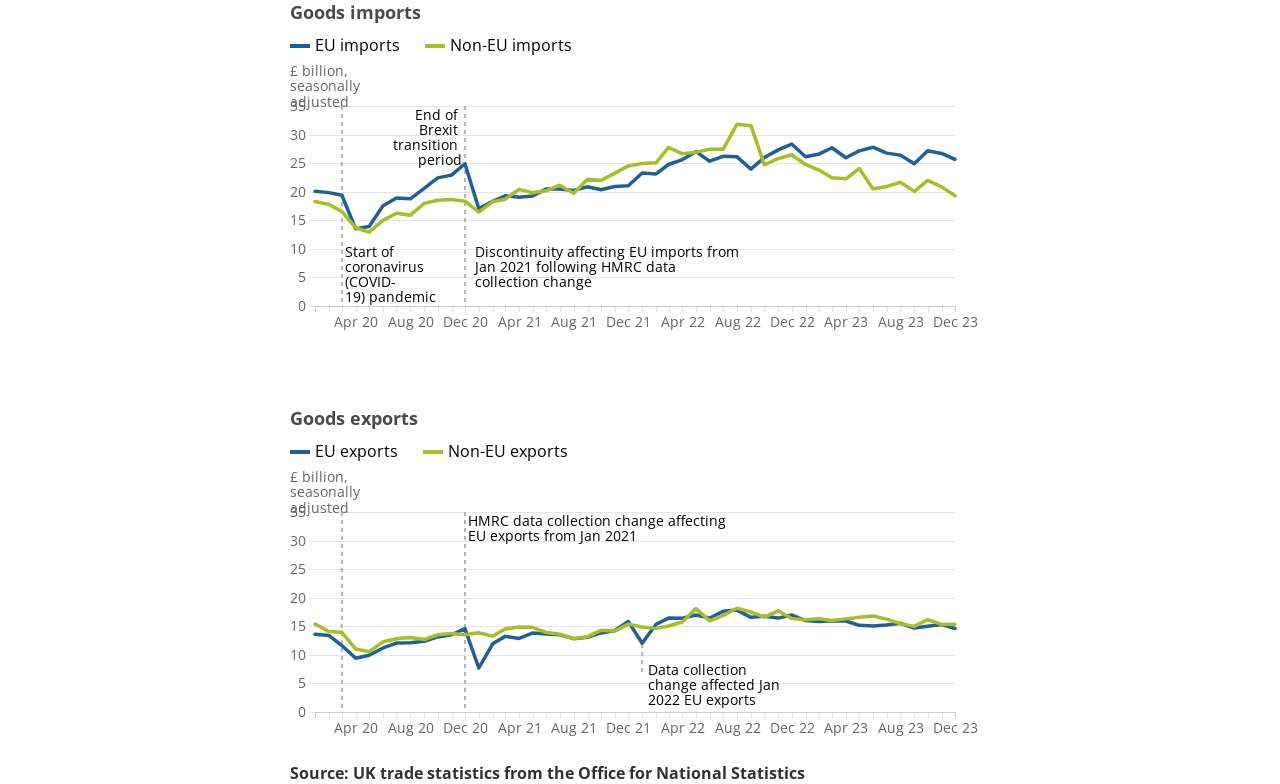 Goods imports
EU imports Non-EU imports
£ billion,
seasonally
adjusted
35
30
25
20
15
10
5
0
End of
Brexit
transition
period
Start of
coronavirus
(COVID-
19) pandemic
Discontinuity affecting EU imports from
Jan 2021 following HMRC data
collection change
Apr 20 Aug 20 Dec 20 Apr 21 Aug 21 Dec 21 Apr 22 Aug 22 Dec 22 Apr 23 Aug 23 Dec 23
Goods exports
EU exports Non-EU exports
£ billion,
seasonally
adjusted
35
30
25
20
15
10
5
0
HMRC data collection change affecting
EU exports from Jan 2021
Data collection
change affected Jan
2022 EU exports
Apr 20 Aug 20 Dec 20 Apr 21 Aug 21 Dec 21 Apr 22 Aug 22 Dec 22 Apr 23 Aug 23 Dec 23
Source: UK trade statistics from the Office for National Statistics